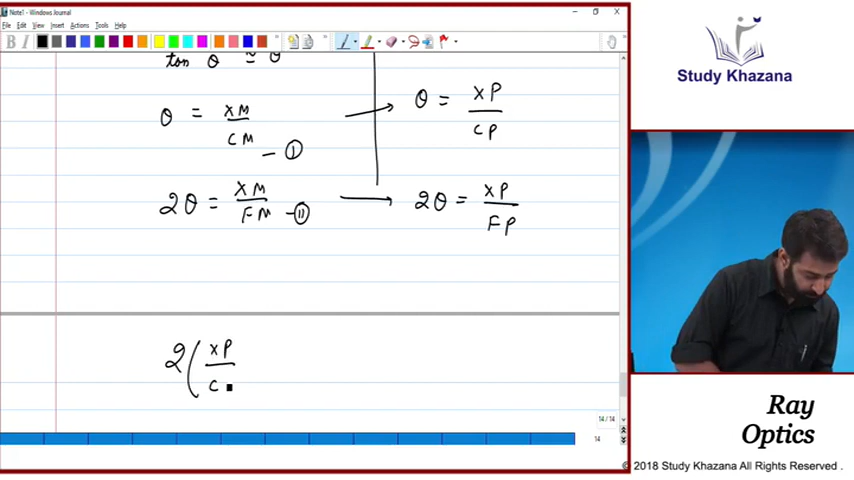 Note1 - Windows Journal
File Edit View Insert Actions Tools Help
B I
Study Khazana
tan θ ≅ θ
θ = XM / CM - ①
θ = XP / CP
2θ = XM / FM - ⑪
2θ = XP / FP
2( XP / C
14 / 14
14
Ray
Optics
© 2018 Study Khazana All Rights Reserved .